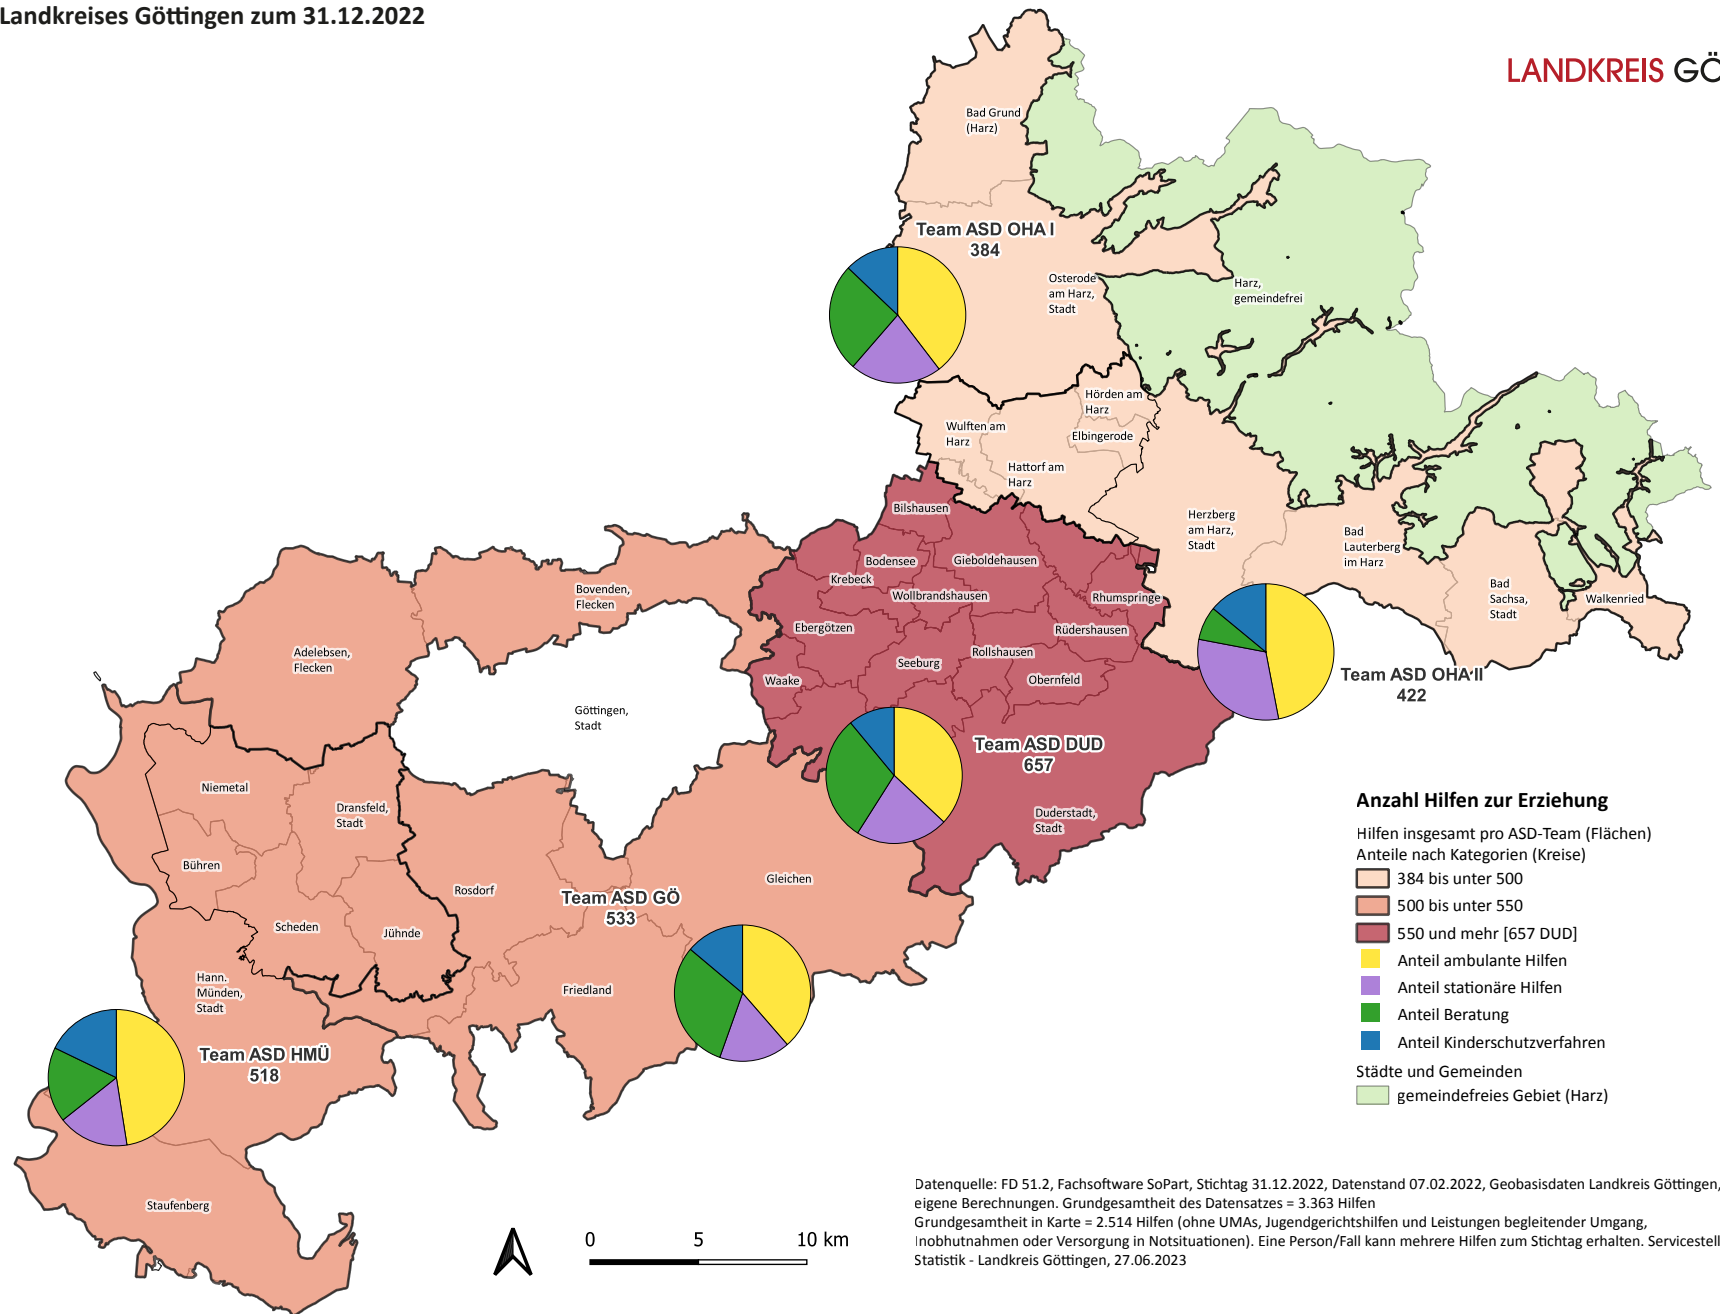 Landkreises Göttingen zum 31.12.2022
LANDKREIS GÖ
Bad Grund
(Harz)
Team ASD OHA I
384
Osterode
am Harz,
Stadt
Harz,
gemeindefrei
Hörden am
Harz
Wulften am
Harz
Elbingerode
Hattorf am
Harz
Bilshausen
Herzberg
am Harz,
Stadt
Bad
Lauterberg
im Harz
Bodensee
Gieboldehausen
Krebeck
Wollbrandshausen
Rhumspringe
Bad
Sachsa,
Stadt
Walkenried
Bovenden,
Flecken
Ebergötzen
Rüdershausen
Adelebsen,
Flecken
Seeburg
Rollshausen
Waake
Obernfeld
Team ASD OHA II
422
Göttingen,
Stadt
Team ASD DUD
657
Niemetal
Dransfeld,
Stadt
Duderstadt,
Stadt
Bühren
Rosdorf
Gleichen
Team ASD GÖ
533
Scheden
Jühnde
Hann.
Münden,
Stadt
Friedland
Team ASD HMÜ
518
Staufenberg
Anzahl Hilfen zur Erziehung
Hilfen insgesamt pro ASD-Team (Flächen)
Anteile nach Kategorien (Kreise)
384 bis unter 500
500 bis unter 550
550 und mehr [657 DUD]
Anteil ambulante Hilfen
Anteil stationäre Hilfen
Anteil Beratung
Anteil Kinderschutzverfahren
Städte und Gemeinden
gemeindefreies Gebiet (Harz)
0 5 10 km
Datenquelle: FD 51.2, Fachsoftware SoPart, Stichtag 31.12.2022, Datenstand 07.02.2022, Geobasisdaten Landkreis Göttingen,
eigene Berechnungen. Grundgesamtheit des Datensatzes = 3.363 Hilfen
Grundgesamtheit in Karte = 2.514 Hilfen (ohne UMAs, Jugendgerichtshilfen und Leistungen begleitender Umgang,
Inobhutnahmen oder Versorgung in Notsituationen). Eine Person/Fall kann mehrere Hilfen zum Stichtag erhalten. Servicestell
Statistik - Landkreis Göttingen, 27.06.2023